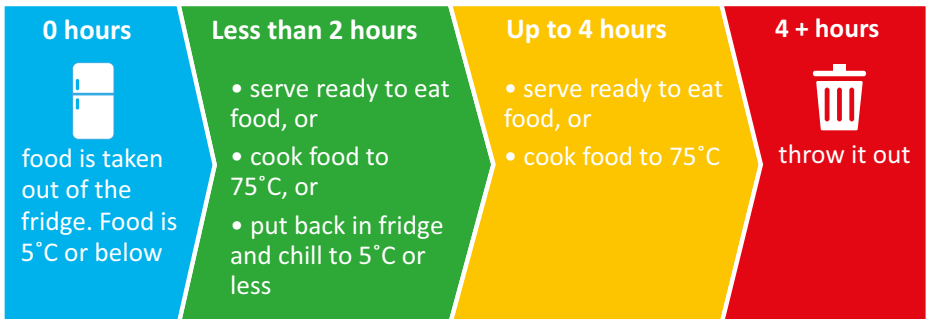 0 hours
food is taken
out of the
fridge. Food is
5˚C or below
Less than 2 hours
• serve ready to eat
food, or
• cook food to
75˚C, or
• put back in fridge
and chill to 5˚C or
less
Up to 4 hours
• serve ready to eat
food, or
• cook food to 75˚C
4 + hours
throw it out